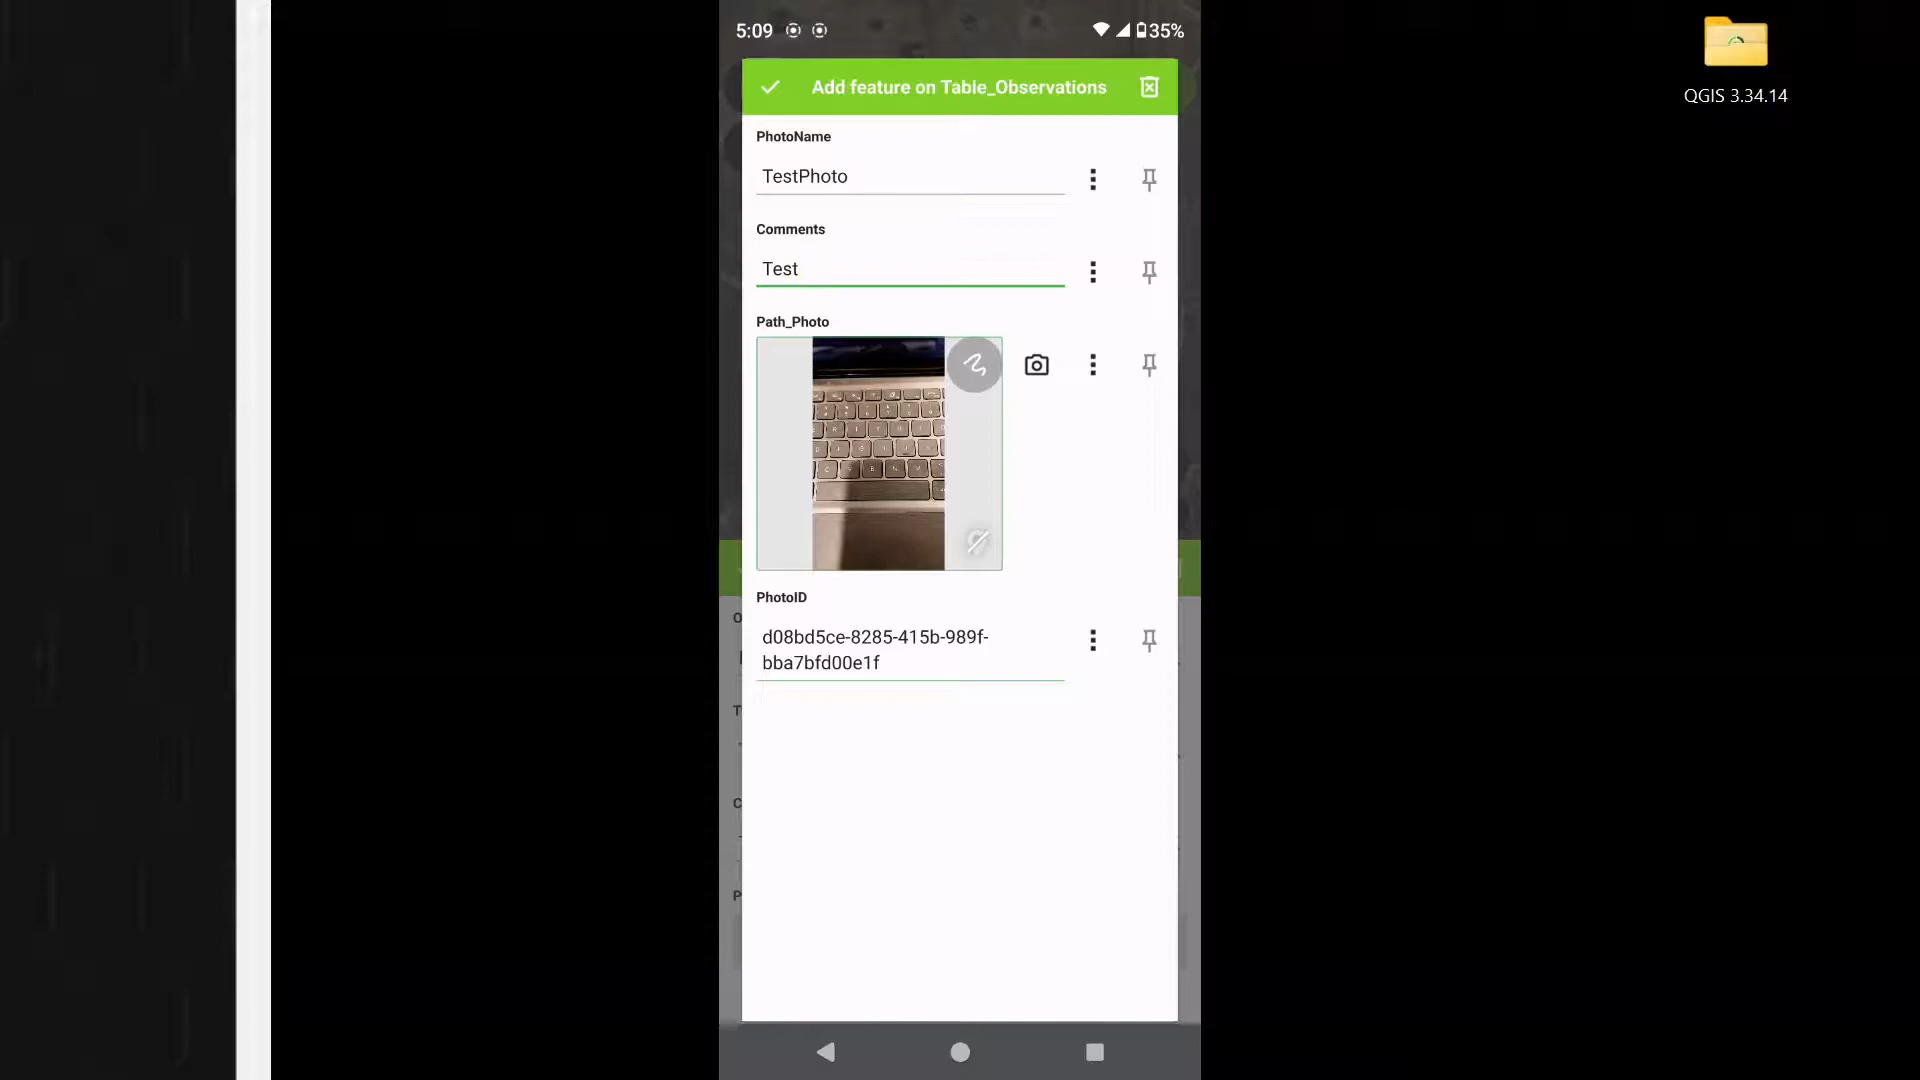 5:09
35%
QGIS 3.34.14
Add feature on Table_Observations
PhotoName
TestPhoto
Comments
Test
Path_Photo
PhotoID
d08bd5ce-8285-415b-989f-
bba7bfd00e1f